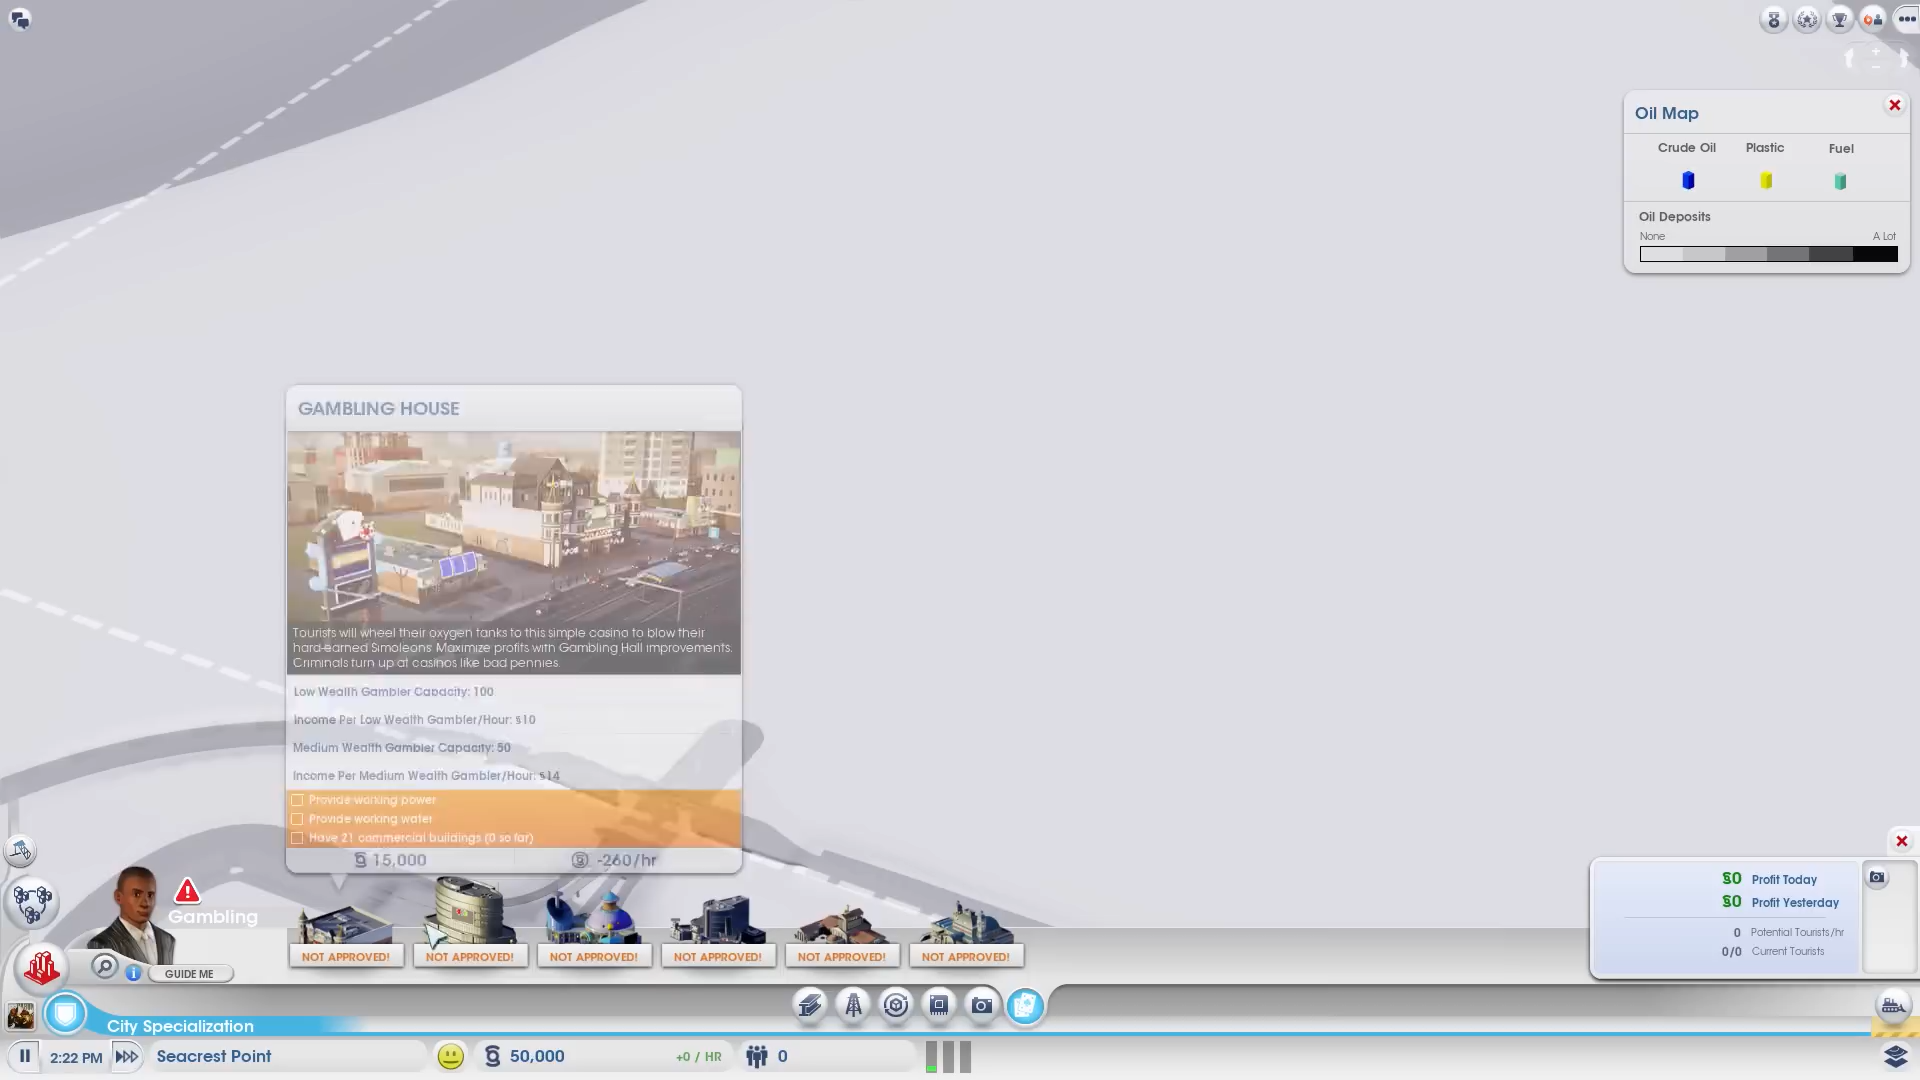 Oil Map
Crude Oil Plastic Fuel
Oil Deposits
None A Lot
GAMBLING HOUSE
Tourists will wheel their oxygen tanks to this simple casino to blow their
hard-earned Simoleons. Maximize profits with Gambling Hall improvements.
Criminals turn up at casinos like bad pennies.
Low Wealth Gambler Capacity: 100
Income Per Low Wealth Gambler/Hour: §10
Medium Wealth Gambler Capacity: 50
Income Per Medium Wealth Gambler/Hour: §14
Provide working power
Provide working water
Have 21 commercial buildings (0 so far)
15,000 -260/hr
Gambling
GUIDE ME
NOT APPROVED! NOT APPROVED! NOT APPROVED! NOT APPROVED! NOT APPROVED! NOT APPROVED!
§0 Profit Today
§0 Profit Yesterday
0 Potential Tourists/hr
0/0 Current Tourists
City Specialization
2:22 PM Seacrest Point 50,000 +0 / HR 0